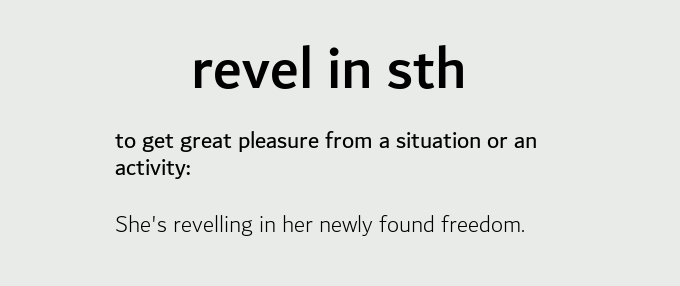 revel in sth
to get great pleasure from a situation or an
activity:
She's revelling in her newly found freedom.